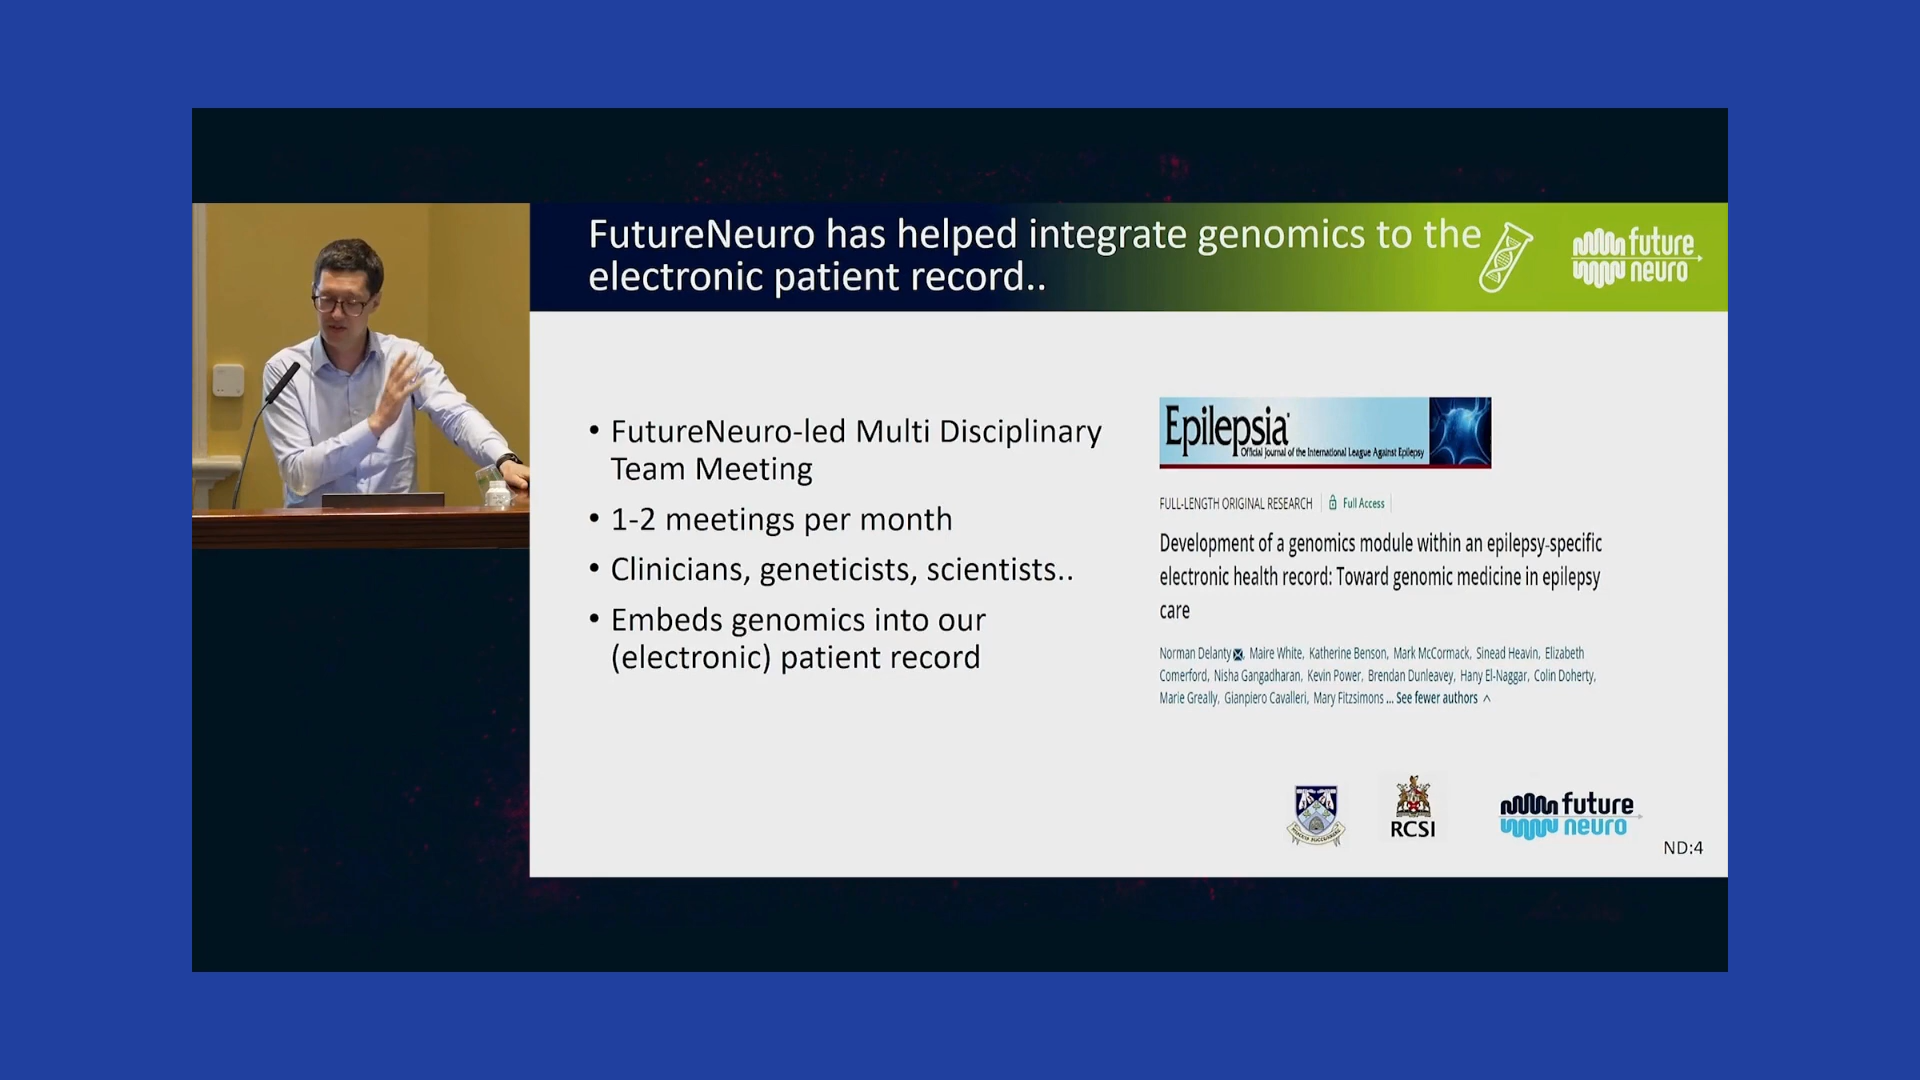 FutureNeuro has helped integrate genomics to the
electronic patient record..
future
neuro
• FutureNeuro-led Multi Disciplinary
Team Meeting
• 1-2 meetings per month
• Clinicians, geneticists, scientists..
• Embeds genomics into our
(electronic) patient record
Epilepsia
Official Journal of the International League Against Epilepsy
FULL-LENGTH ORIGINAL RESEARCH Full Access
Development of a genomics module within an epilepsy-specific
electronic health record: Toward genomic medicine in epilepsy
care
Norman Delanty, Maire White, Katherine Benson, Mark McCormack, Sinead Heavin, Elizabeth
Comerford, Nisha Gangadharan, Kevin Power, Brendan Dunleavey, Hany El-Naggar, Colin Doherty,
Marie Greally, Gianpiero Cavalleri, Mary Fitzsimons ... See fewer authors
RCSI
future
neuro
ND:4